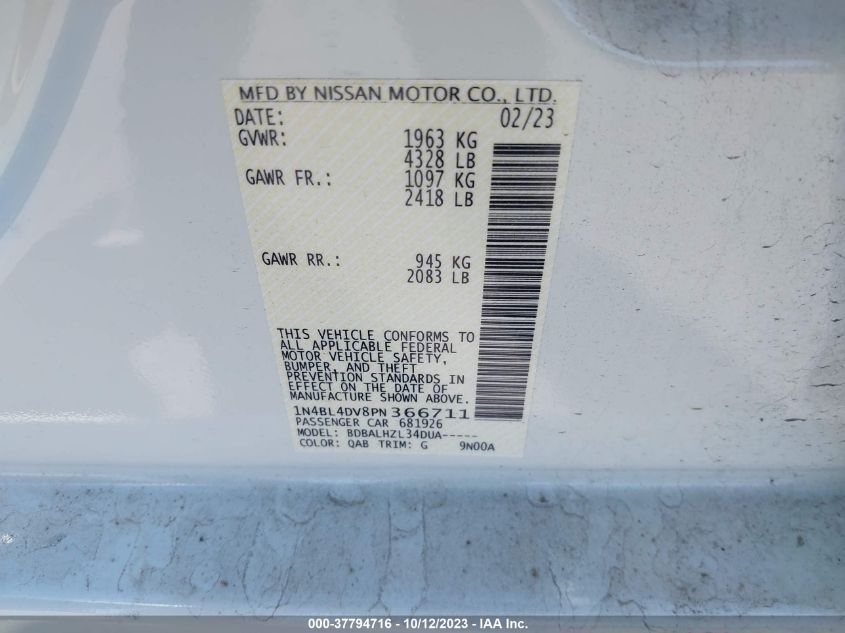 MFD BY NISSAN MOTOR CO., LTD.
DATE: 02/23
GVWR: 1963 KG
4328 LB
GAWR FR.: 1097 KG
2418 LB
GAWR RR.: 945 KG
2083 LB
THIS VEHICLE CONFORMS TO
ALL APPLICABLE FEDERAL
MOTOR VEHICLE SAFETY,
BUMPER, AND THEFT
PREVENTION STANDARDS IN
EFFECT ON THE DATE OF
MANUFACTURE SHOWN ABOVE.
1N4BL4DV8PN366711
PASSENGER CAR 681926
MODEL: BDBALHZL34DUA-----
COLOR: QAB TRIM: G 9N00A
000-37794716 - 10/12/2023 - IAA Inc.